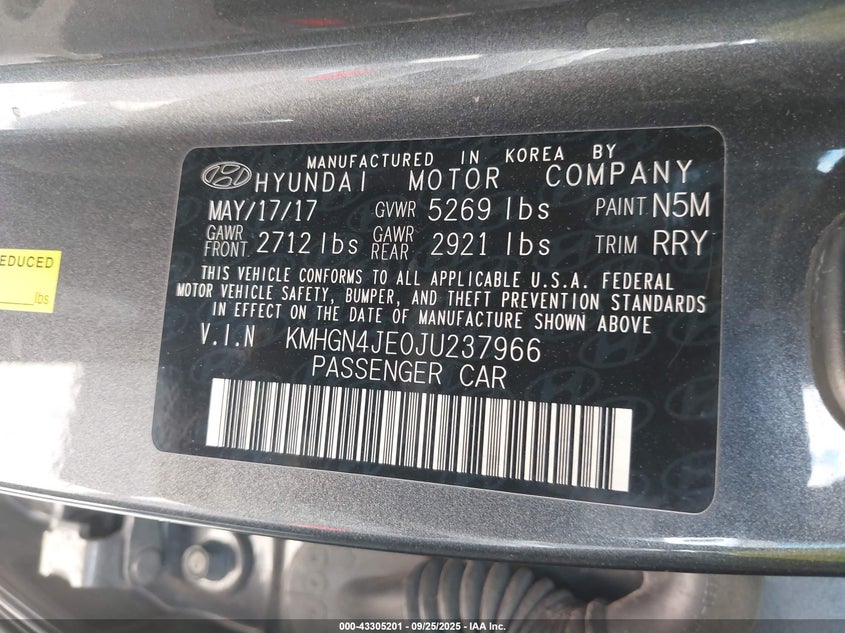 MANUFACTURED IN KOREA BY
HYUNDAI MOTOR COMPANY
MAY/17/17 GVWR 5269 lbs PAINT N5M
GAWR FRONT 2712 lbs GAWR REAR 2921 lbs TRIM RRY
THIS VEHICLE CONFORMS TO ALL APPLICABLE U.S.A. FEDERAL
MOTOR VEHICLE SAFETY, BUMPER, AND THEFT PREVENTION STANDARDS
IN EFFECT ON THE DATE OF MANUFACTURE SHOWN ABOVE
V.I.N KMHGN4JE0JU237966
PASSENGER CAR
EDUCED
lbs
000-43305201 - 09/25/2025 - IAA Inc.